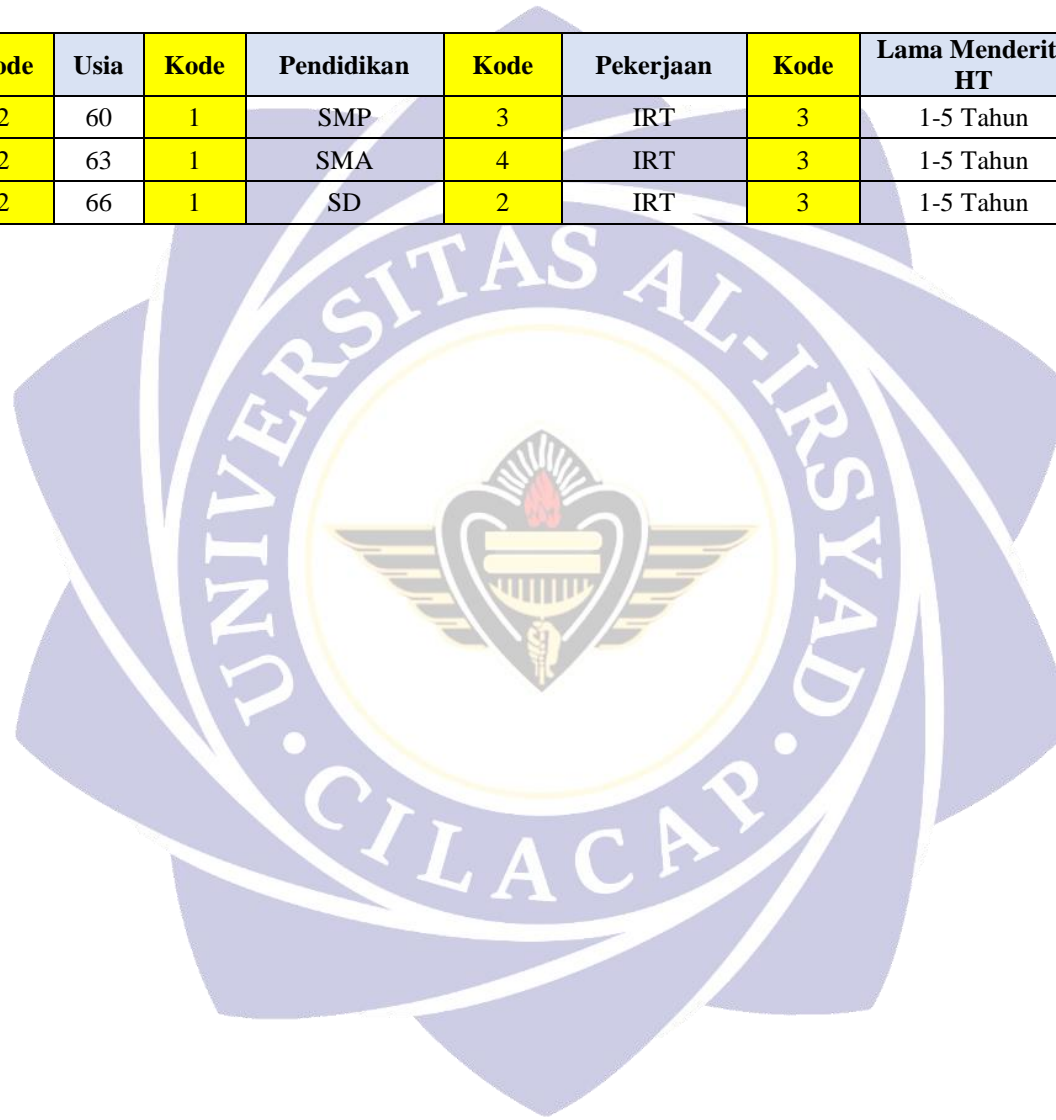 ode Usia Kode Pendidikan Kode Pekerjaan Kode Lama Menderit
HT
2 60 1 SMP 3 IRT 3 1-5 Tahun
2 63 1 SMA 4 IRT 3 1-5 Tahun
2 66 1 SD 2 IRT 3 1-5 Tahun
UNIVERSITAS AL-IRSYAD
CILACAP